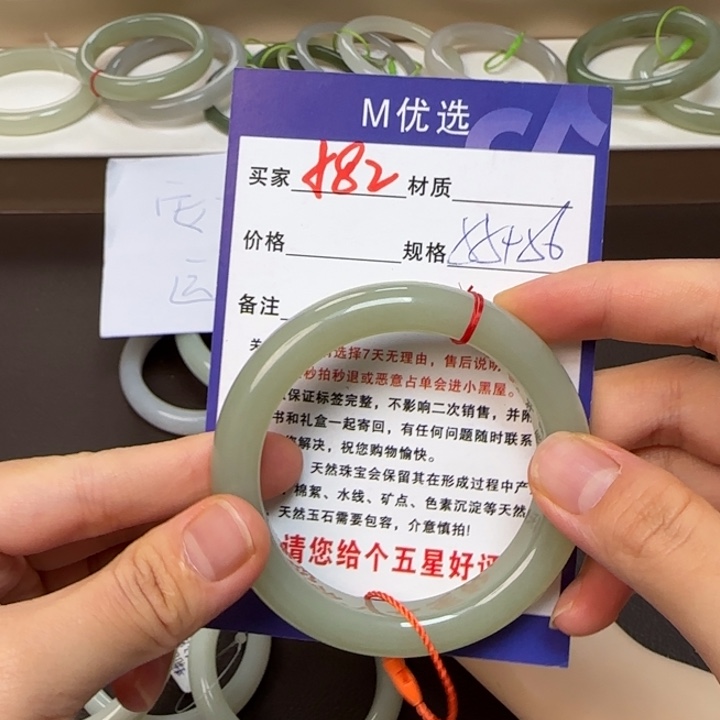 M优选
买家 182 材质
价格 规格
备注
选择7天无理由，售后说明
秒拍秒退或恶意占单会进小黑屋。
保证标签完整，不影响二次销售，并附
书和礼盒一起寄回，有任何问题随时联系
解决，祝您购物愉快。
天然珠宝会保留其在形成过程中产
棉絮、水线、矿点、色素沉淀等天然
天然玉石需要包容，介意慎拍!
请您给个五星好评